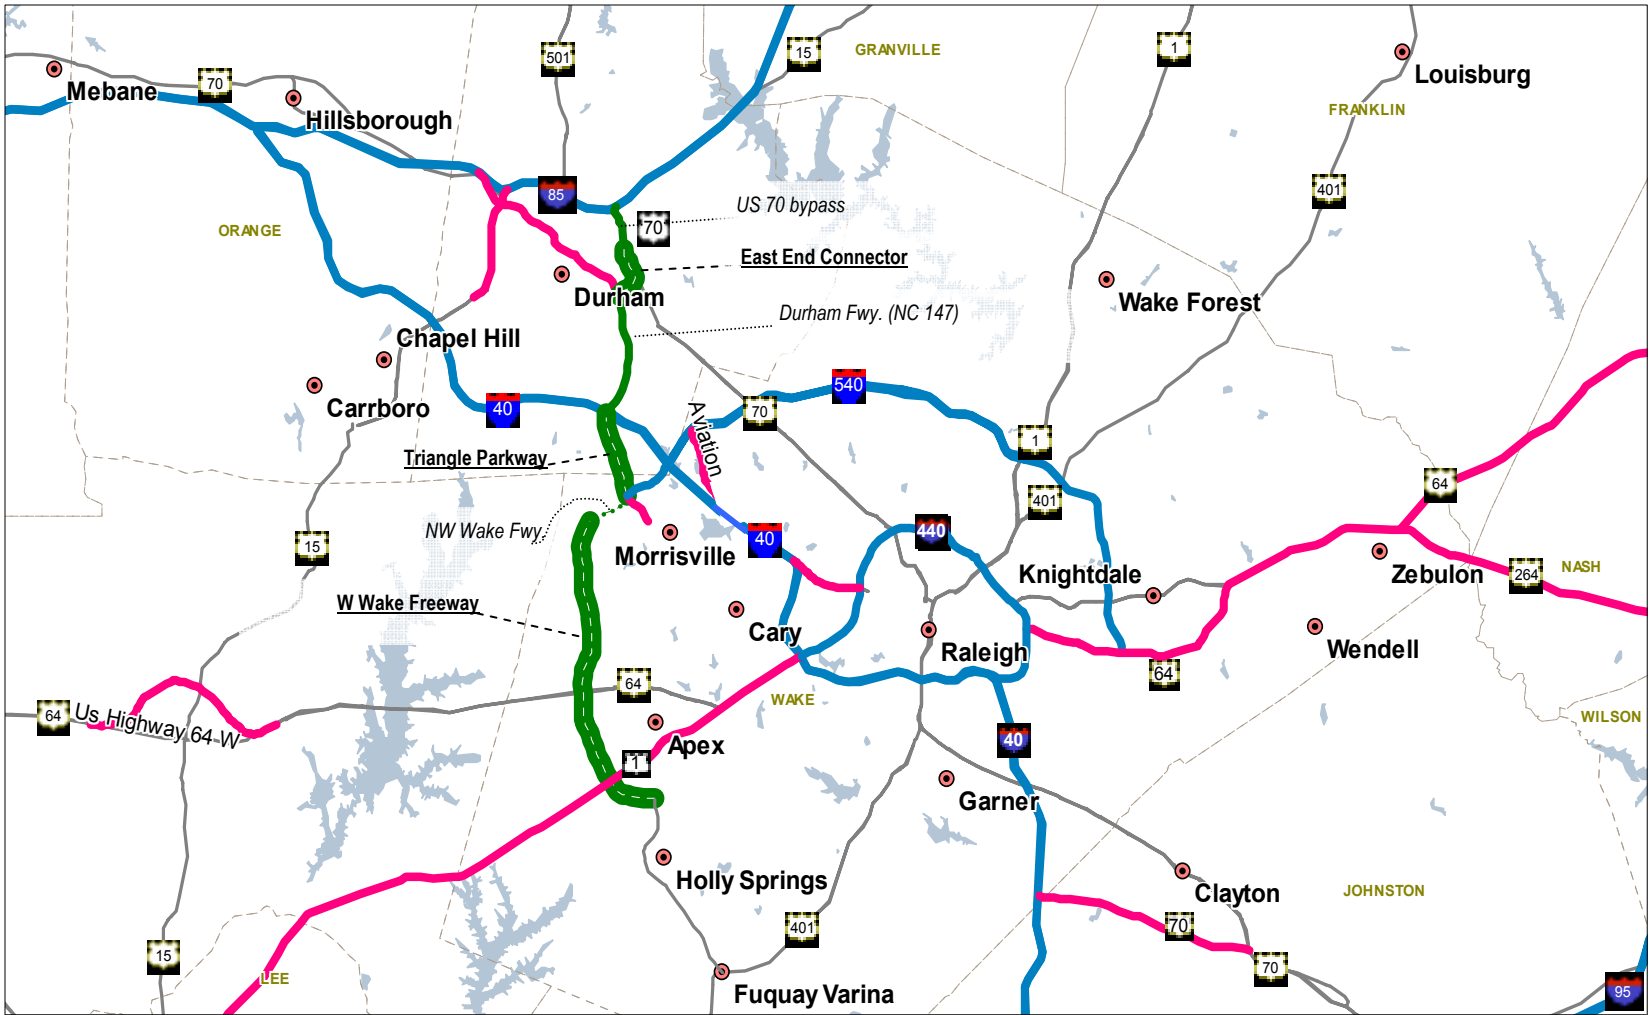 501
15
GRANVILLE
1
Louisburg
Mebane
70
Hillsborough
FRANKLIN
85
401
ORANGE
US 70 bypass
70
East End Connector
Durham
Wake Forest
Durham Fwy. (NC 147)
Chapel Hill
Carrboro
40
540
70
Aviation
1
Triangle Parkway
401
64
NW Wake Fwy.
15
Morrisville
40
440
Knightdale
Zebulon
264
NASH
W Wake Freeway
Cary
Raleigh
Wendell
64
64
WAKE
64
Us Highway 64 W
WILSON
Apex
1
40
Garner
Holly Springs
Clayton
JOHNSTON
401
70
15
LEE
70
Fuquay Varina
95